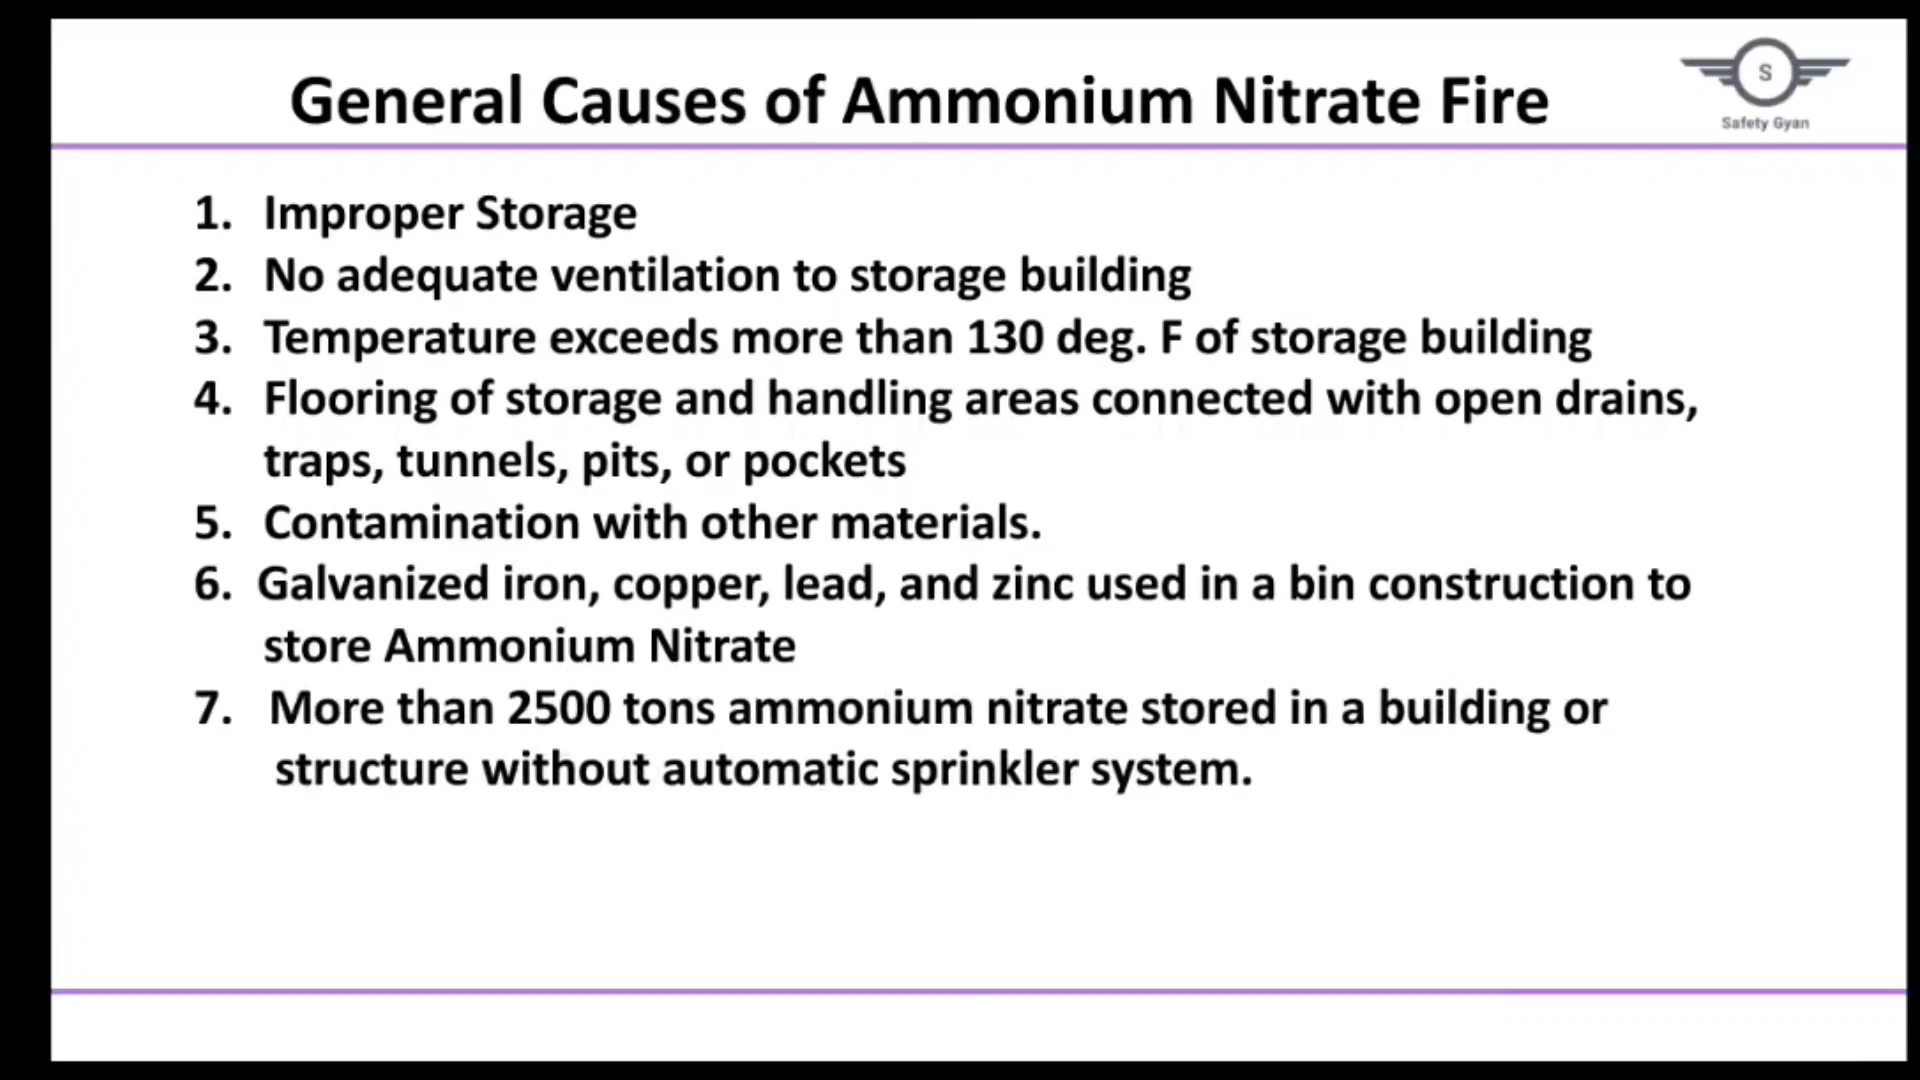 General Causes of Ammonium Nitrate Fire
S
Safety Gyan
1. Improper Storage
2. No adequate ventilation to storage building
3. Temperature exceeds more than 130 deg. F of storage building
4. Flooring of storage and handling areas connected with open drains,
traps, tunnels, pits, or pockets
5. Contamination with other materials.
6. Galvanized iron, copper, lead, and zinc used in a bin construction to
store Ammonium Nitrate
7. More than 2500 tons ammonium nitrate stored in a building or
structure without automatic sprinkler system.